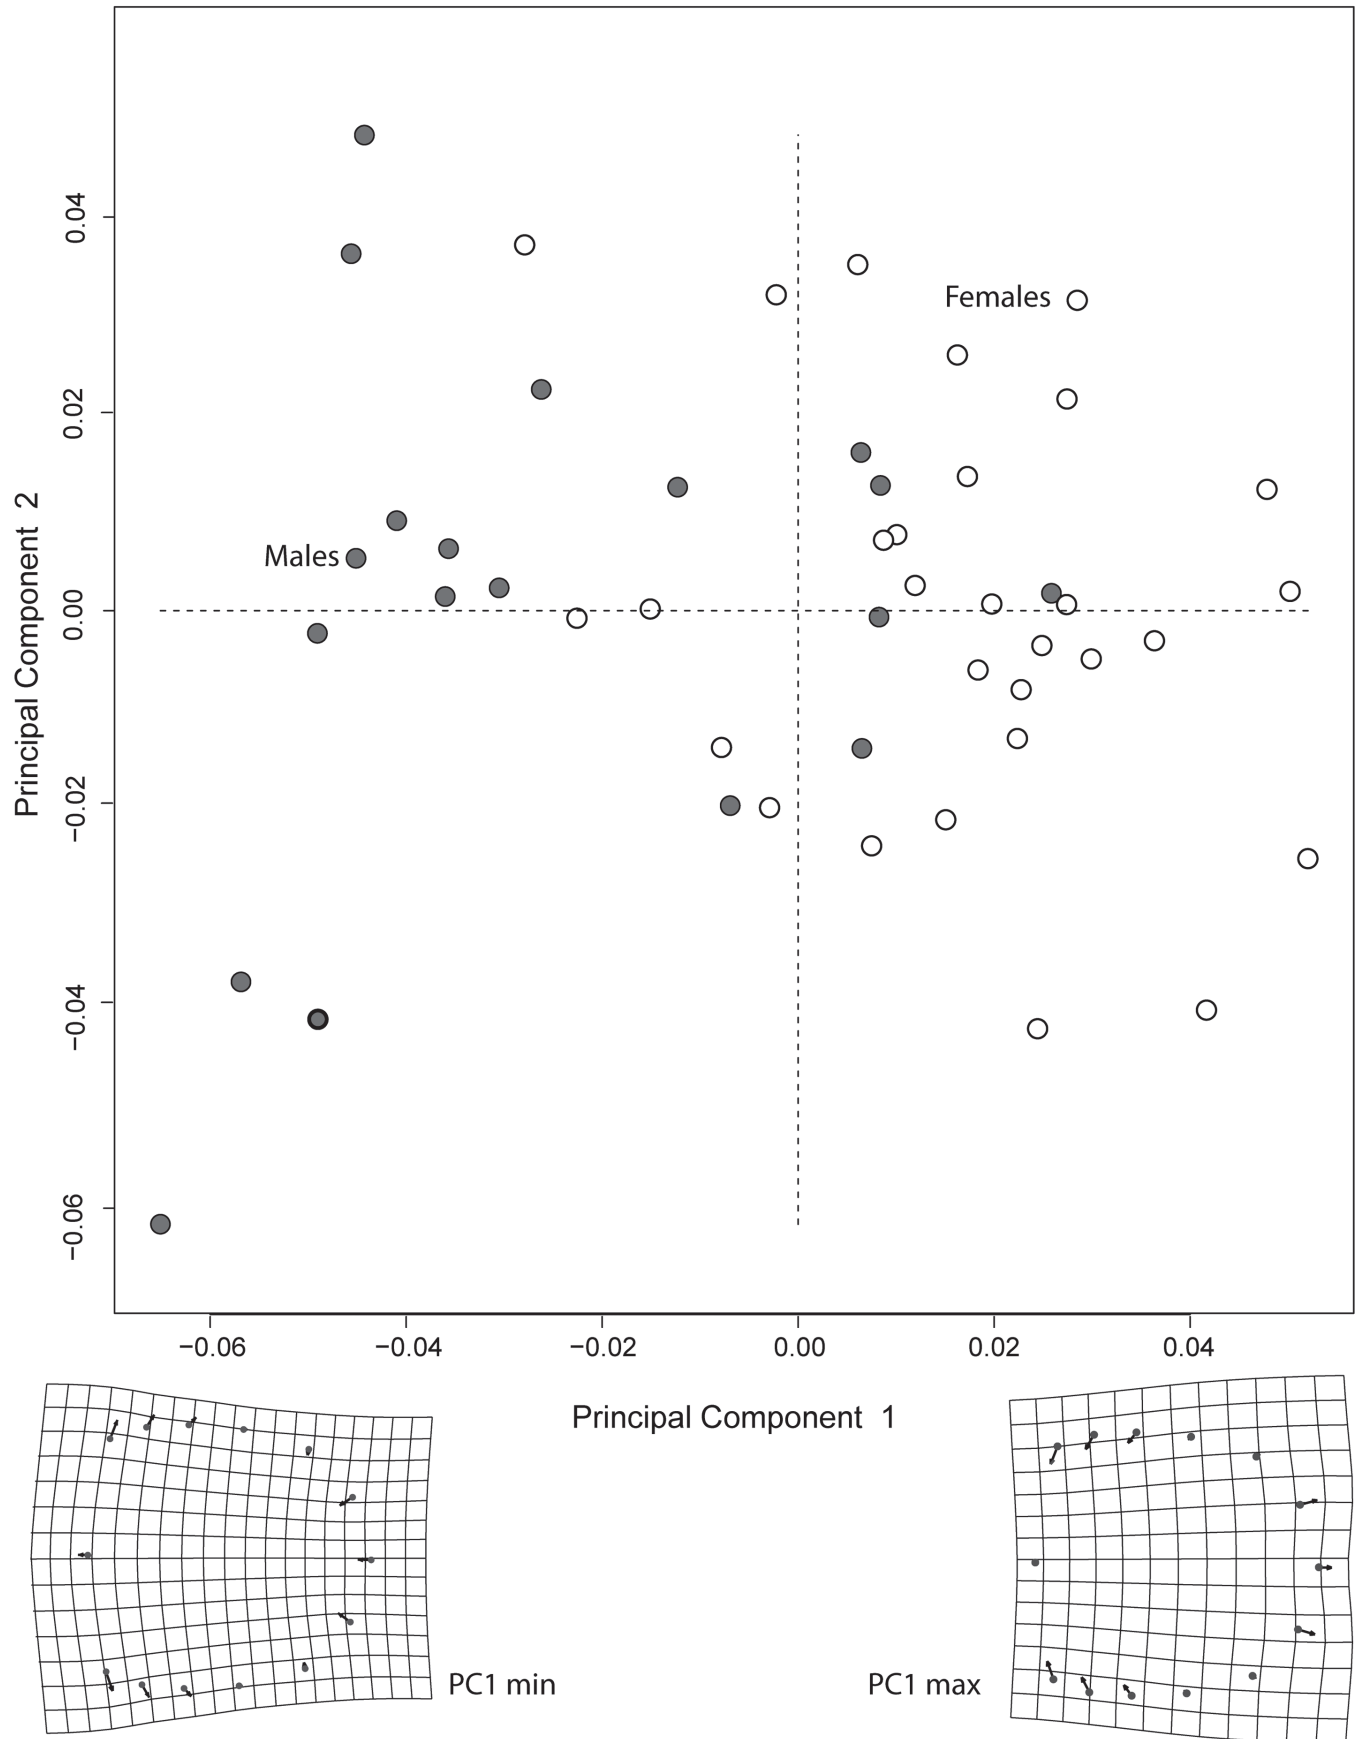 0.04
0.02
0.00
−0.02
−0.04
−0.06
Principal Component 2
Females
Males
−0.06 −0.04 −0.02 0.00 0.02 0.04
Principal Component 1
PC1 min
PC1 max